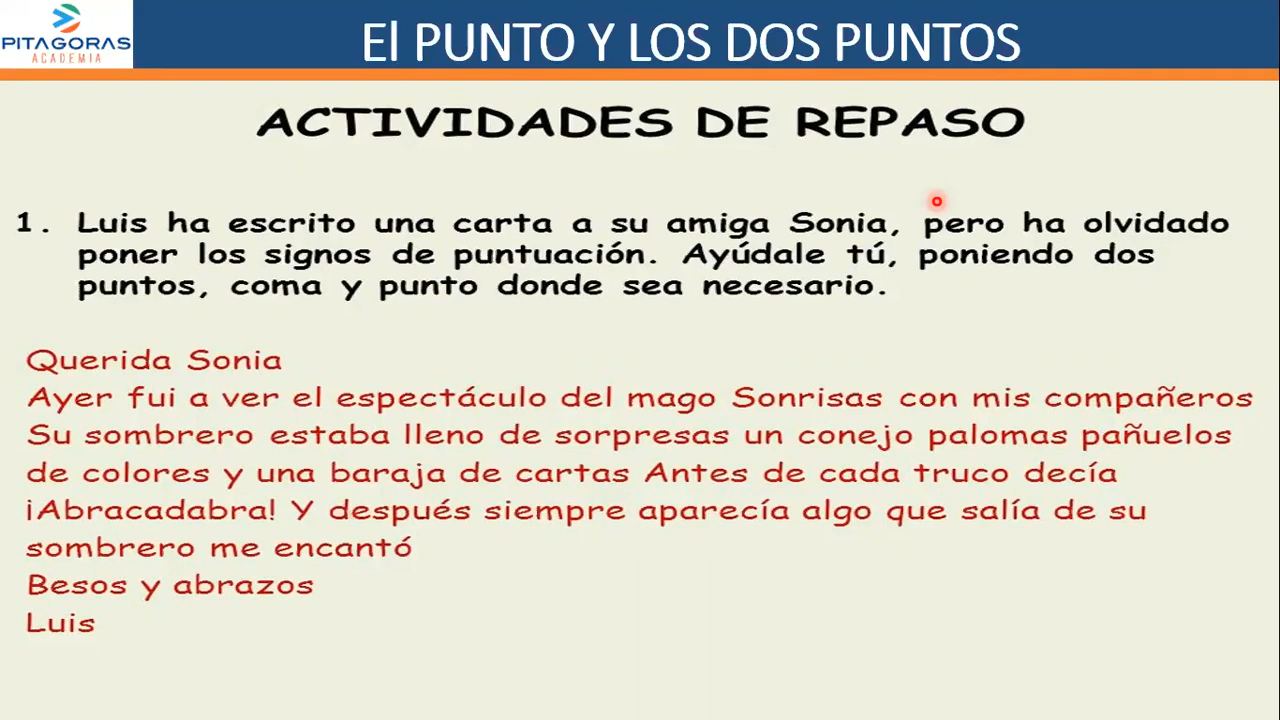 PITAGORAS
ACADEMIA
El PUNTO Y LOS DOS PUNTOS
ACTIVIDADES DE REPASO
1. Luis ha escrito una carta a su amiga Sonia, pero ha olvidado
poner los signos de puntuación. Ayúdale tú, poniendo dos
puntos, coma y punto donde sea necesario.
Querida Sonia
Ayer fui a ver el espectáculo del mago Sonrisas con mis compañeros
Su sombrero estaba lleno de sorpresas un conejo palomas pañuelos
de colores y una baraja de cartas Antes de cada truco decía
¡Abracadabra! Y después siempre aparecía algo que salía de su
sombrero me encantó
Besos y abrazos
Luis